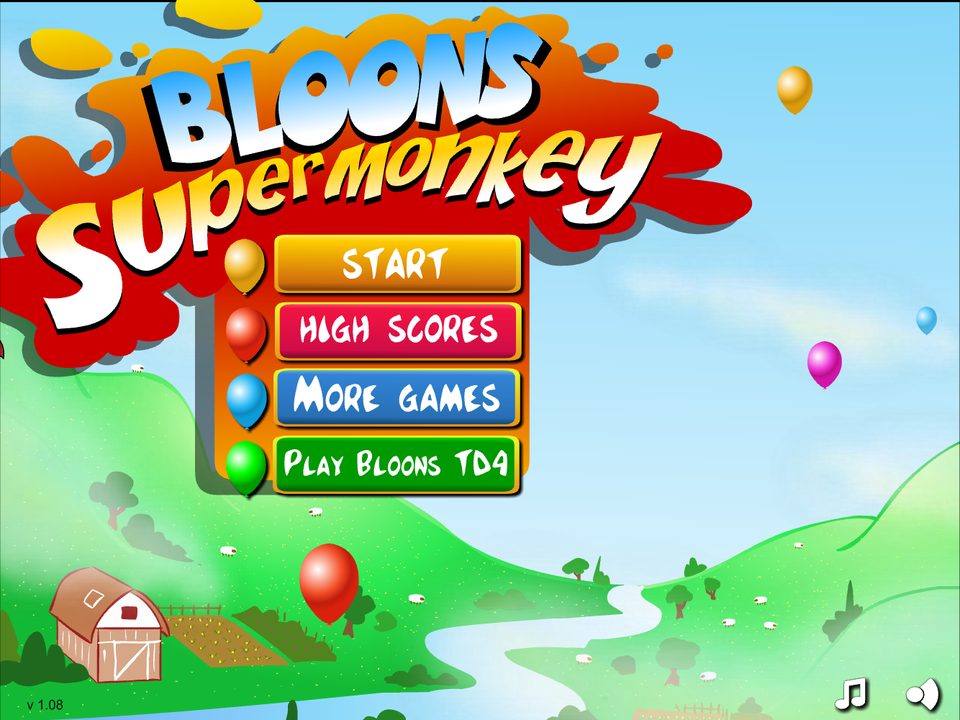 BLOONS
Super monkey
START
HIGH SCORES
MORE GAMES
PLAY BLOONS TD4
v 1.08